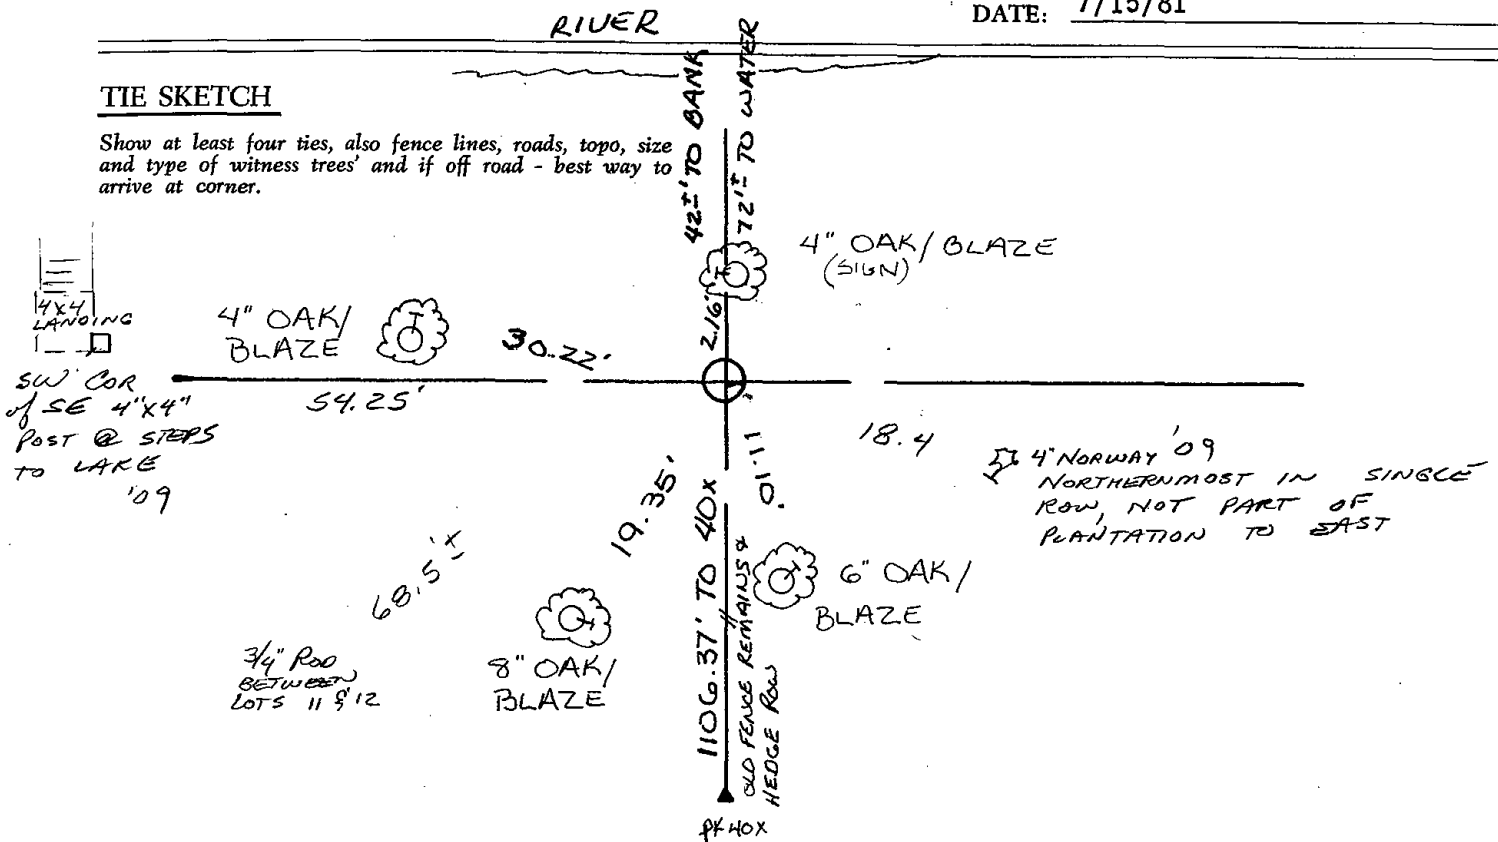 RIVER
DATE: 7/15/81
TIE SKETCH
Show at least four ties, also fence lines, roads, topo, size
and type of witness trees' and if off road - best way to
arrive at corner.
42±' TO BANK
72'± TO WATER
4" OAK/BLAZE
(SIGN)
4x4
LANDING
4" OAK/
BLAZE
30.22'
2.16'
SW COR
of SE 4"x4"
POST @ STEPS
TO LAKE
'09
54.25'
18.4
4" NORWAY '09
NORTHERNMOST IN SINGLE
ROW, NOT PART OF
PLANTATION TO EAST
19.35'
68.5'±
6" OAK/
BLAZE
8" OAK/
BLAZE
3/4" ROD
BETWEEN
LOTS 11 & 12
1106.37' TO 40X
OLD FENCE REMAINS &
HEDGE ROW
PK 40X